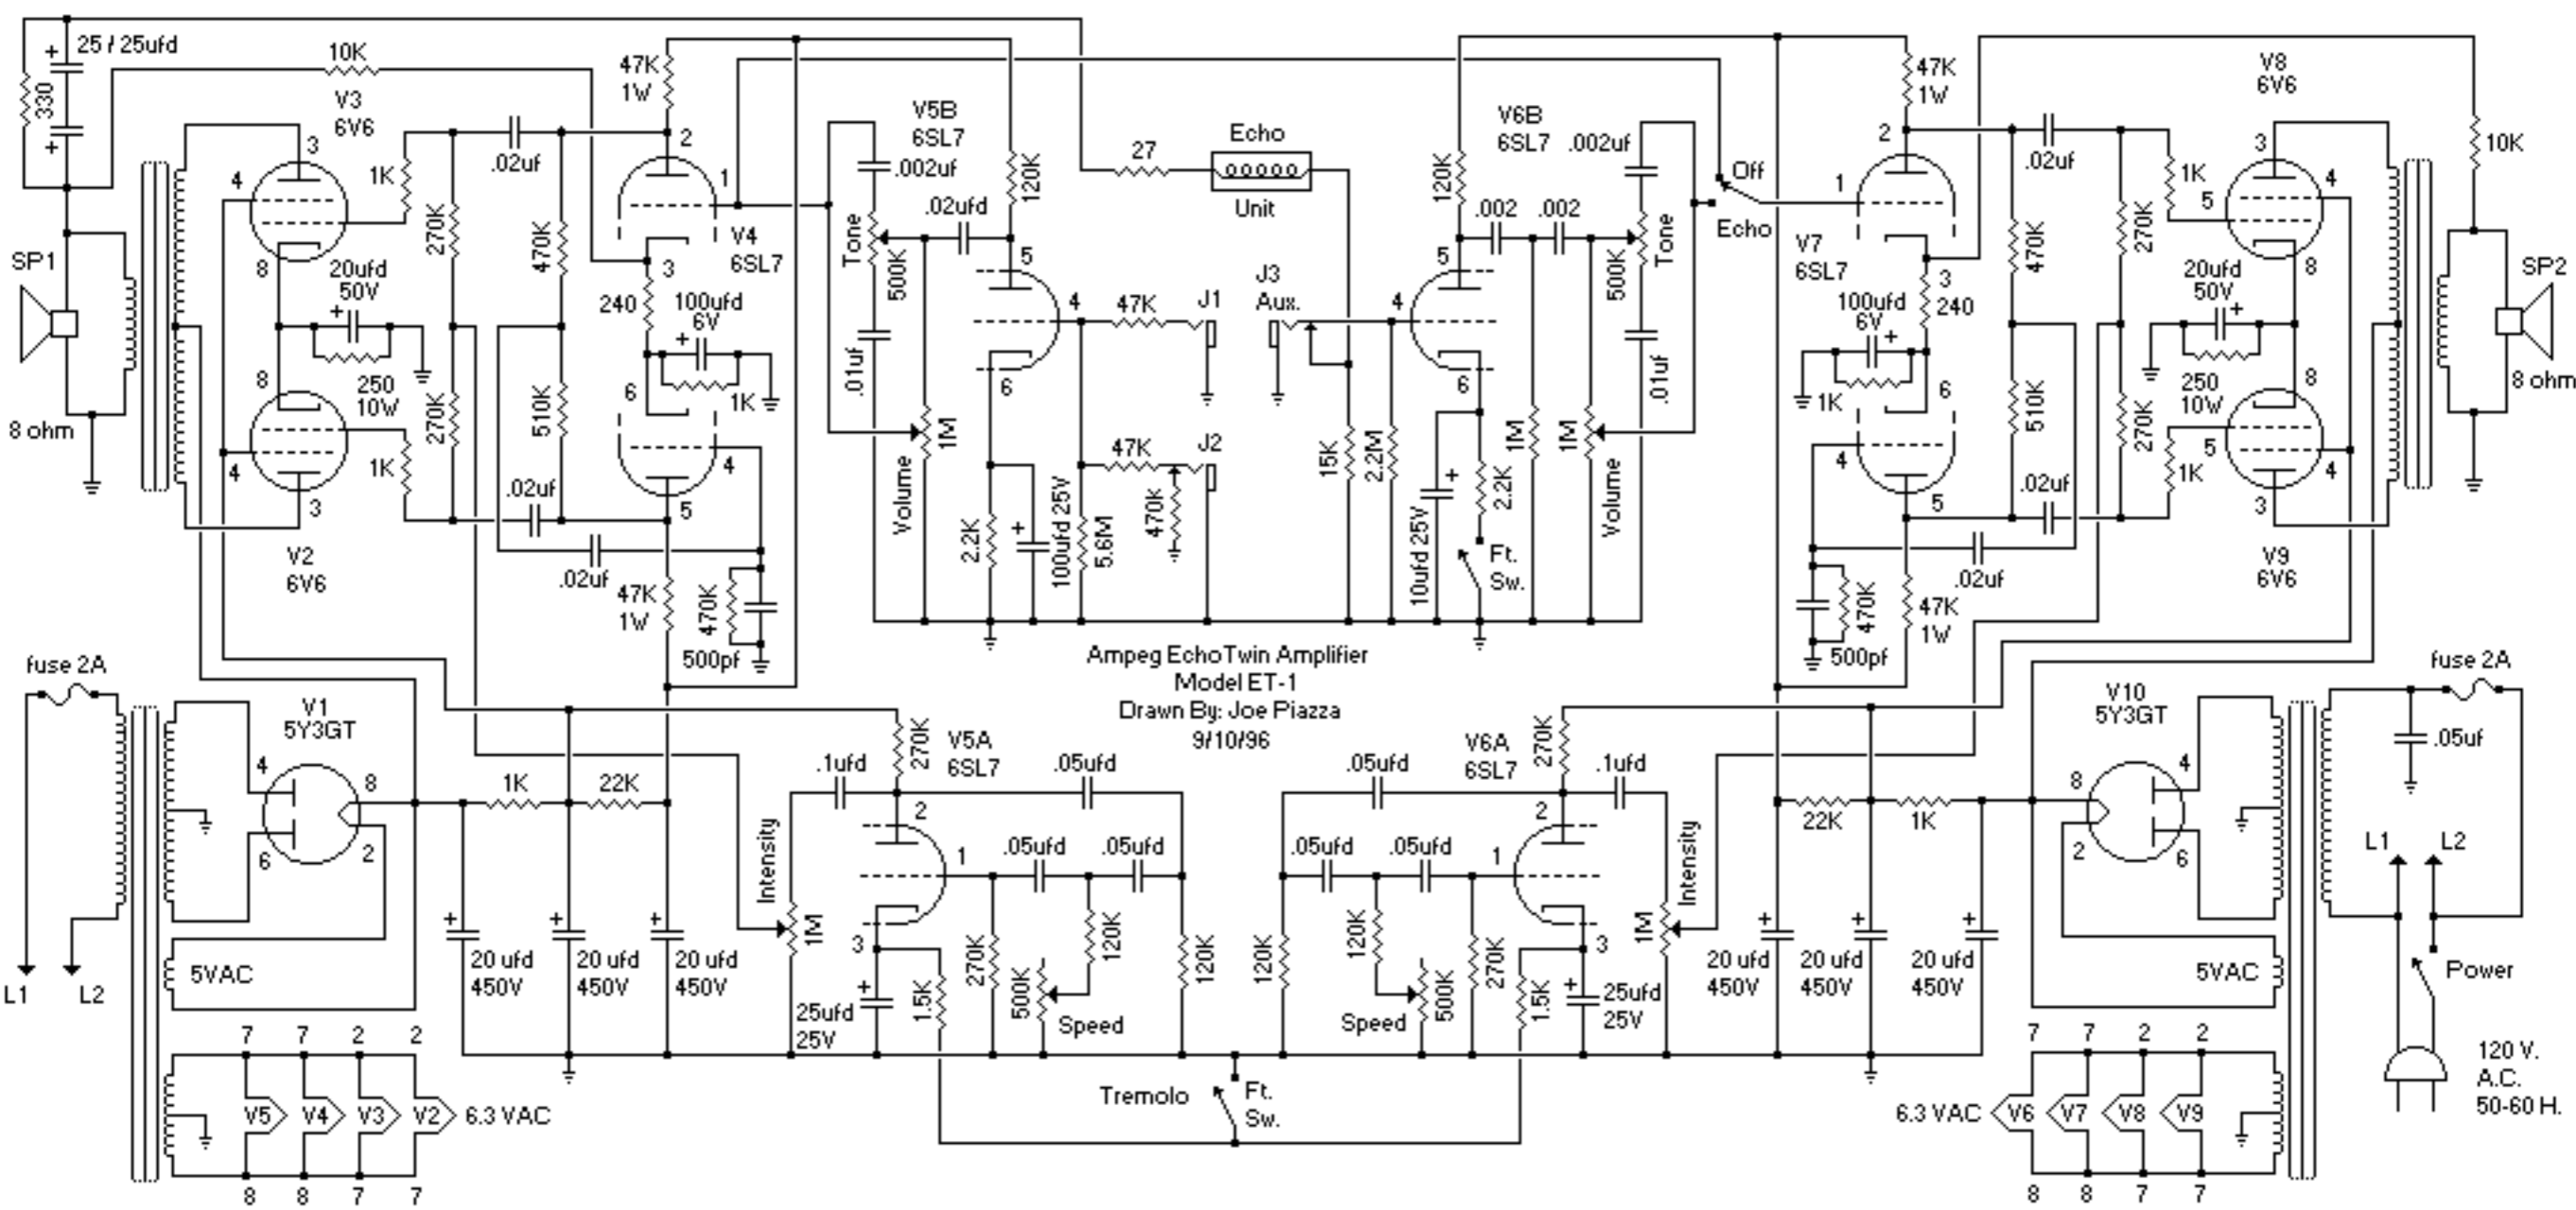 25 / 25ufd
330
10K
V3
6V6
47K
1W
V5B
6SL7
.002uf
Echo
27
Unit
V6B
6SL7
.002uf
Off
Echo
47K
1W
V8
6V6
10K
3
4
1K
.02uf
2
1
120K
120K
.002
.002
2
1
.02uf
1K
5
3
4
SP1
8
270K
470K
V4
6SL7
3
Tone
500K
.02ufd
5
4
47K
J1
J3
Aux.
4
5
500K
Tone
V7
6SL7
3
470K
270K
8
SP2
20ufd
50V
240
100ufd
6V
.01uf
6
6
.01uf
100ufd
6V
240
20ufd
50V
8 ohm
8
250
10W
270K
510K
6
1K
1M
47K
J2
1M
1M
1K
6
510K
270K
250
10W
8
5
8 ohm
4
1K
4
Volume
15K
2.2M
2.2K
Volume
4
1K
4
3
.02uf
5
2.2K
100ufd 25V
5.6M
470K
10ufd 25V
Ft.
Sw.
5
.02uf
3
V2
6V6
.02uf
47K
1W
470K
500pf
470K
500pf
47K
1W
.02uf
V9
6V6
Ampeg EchoTwin Amplifier
Model ET-1
Drawn By: Joe Piazza
9/10/96
fuse 2A
V1
5Y3GT
4
8
6
2
1K
22K
270K
V5A
6SL7
.1ufd
.05ufd
2
1
.05ufd
.05ufd
Intensity
1M
3
V6A
6SL7
270K
.05ufd
.1ufd
2
1
.05ufd
.05ufd
Intensity
1M
3
22K
1K
V10
5Y3GT
8
4
2
6
fuse 2A
.05uf
L1
L2
20 ufd
450V
20 ufd
450V
20 ufd
450V
25ufd
25V
1.5K
270K
500K
120K
120K
Speed
120K
120K
500K
270K
Speed
1.5K
25ufd
25V
20 ufd
450V
20 ufd
450V
20 ufd
450V
5VAC
Power
L1
L2
5VAC
7
7
2
2
V5
V4
V3
V2
6.3 VAC
8
8
7
7
Tremolo
Ft.
Sw.
7
7
2
2
6.3 VAC
V6
V7
V8
V9
8
8
7
7
120 V.
A.C.
50-60 H.